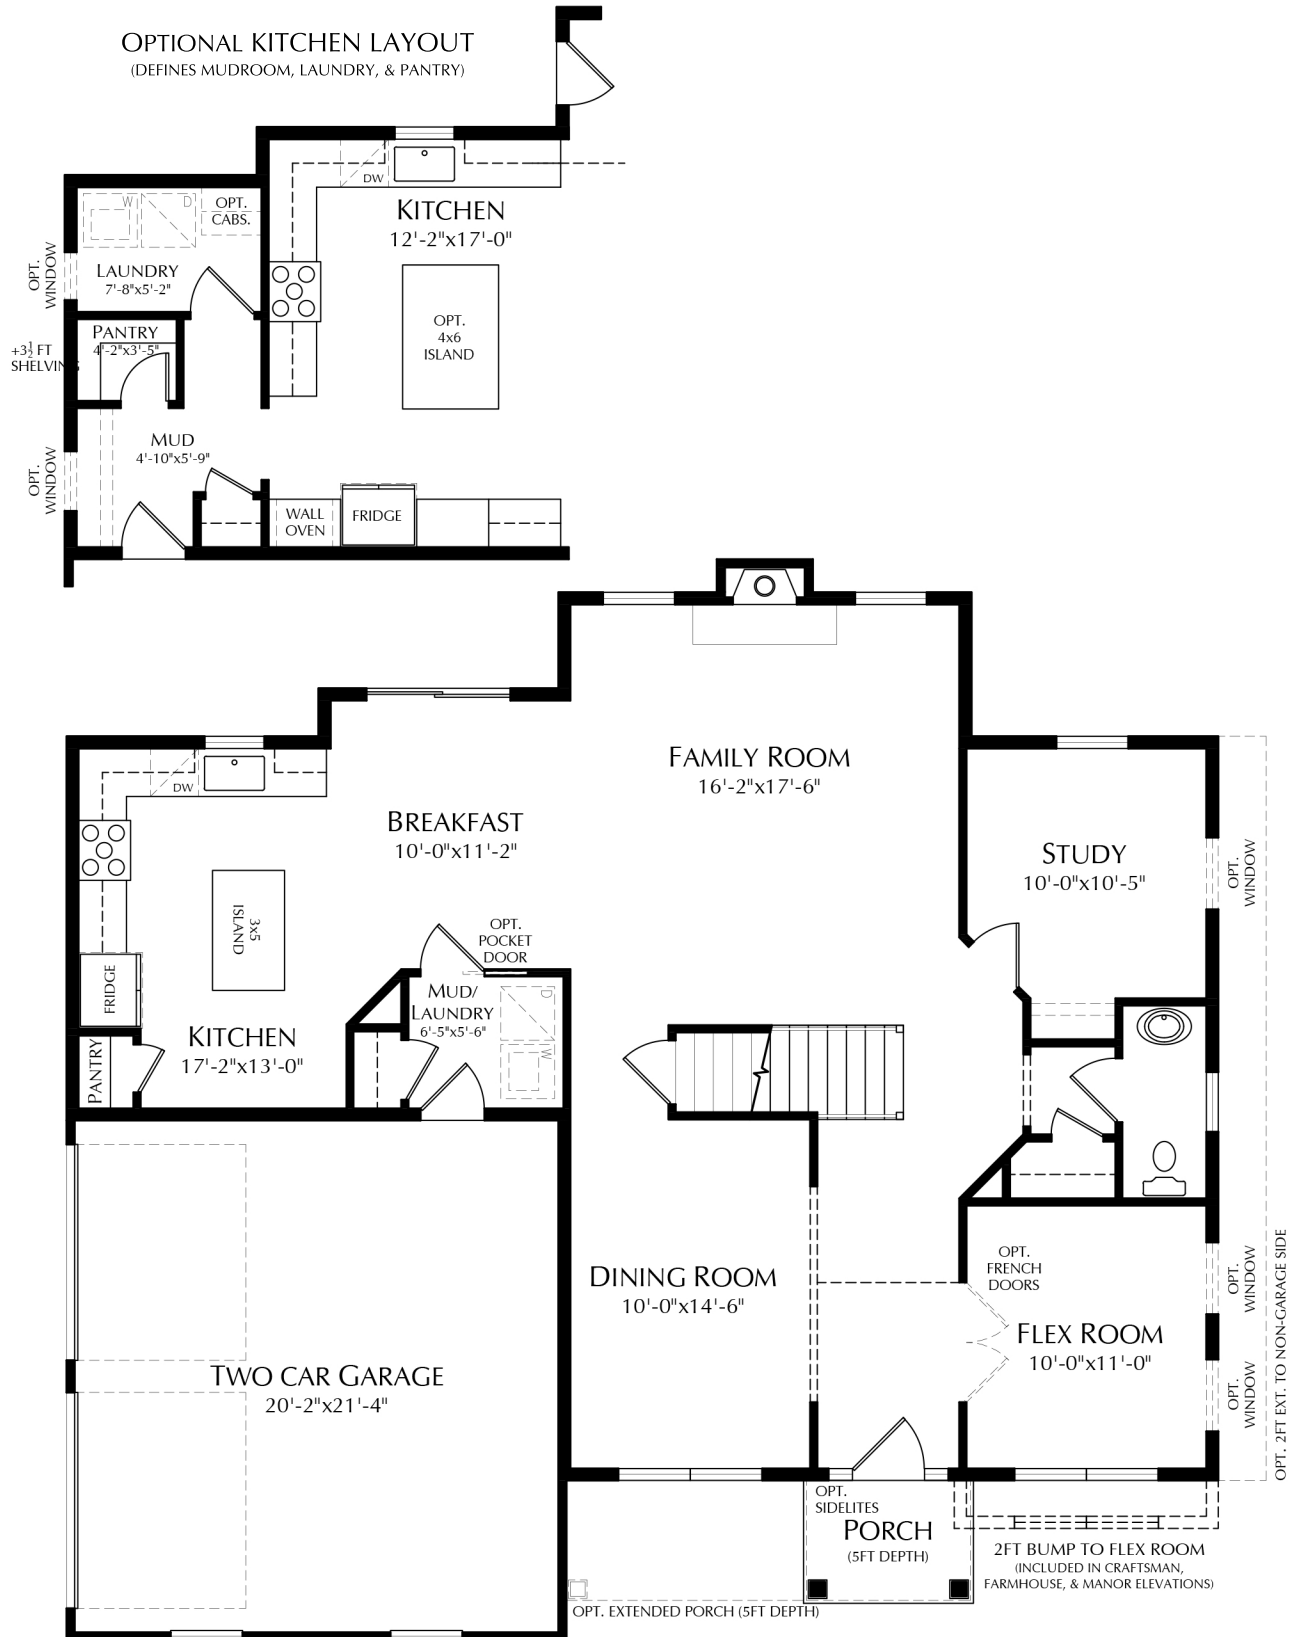 OPTIONAL KITCHEN LAYOUT
(DEFINES MUDROOM, LAUNDRY, & PANTRY)
DW
KITCHEN
12'-2"x17'-0"
W
D
OPT.
CABS.
OPT.
WINDOW
LAUNDRY
7'-8"x5'-2"
OPT.
4x6
ISLAND
PANTRY
4'-2"x3'-5"
+3½ FT
SHELVING
MUD
4'-10"x5'-9"
OPT.
WINDOW
WALL
OVEN
FRIDGE
FAMILY ROOM
16'-2"x17'-6"
DW
BREAKFAST
10'-0"x11'-2"
STUDY
10'-0"x10'-5"
OPT.
WINDOW
3x5
ISLAND
OPT.
POCKET
DOOR
FRIDGE
MUD/
LAUNDRY
6'-5"x5'-6"
D
W
KITCHEN
17'-2"x13'-0"
PANTRY
DINING ROOM
10'-0"x14'-6"
OPT.
FRENCH
DOORS
FLEX ROOM
10'-0"x11'-0"
OPT.
WINDOW
OPT.
WINDOW
OPT. 2FT EXT. TO NON-GARAGE SIDE
TWO CAR GARAGE
20'-2"x21'-4"
OPT.
SIDELITES
PORCH
(5FT DEPTH)
2FT BUMP TO FLEX ROOM
(INCLUDED IN CRAFTSMAN,
FARMHOUSE, & MANOR ELEVATIONS)
OPT. EXTENDED PORCH (5FT DEPTH)